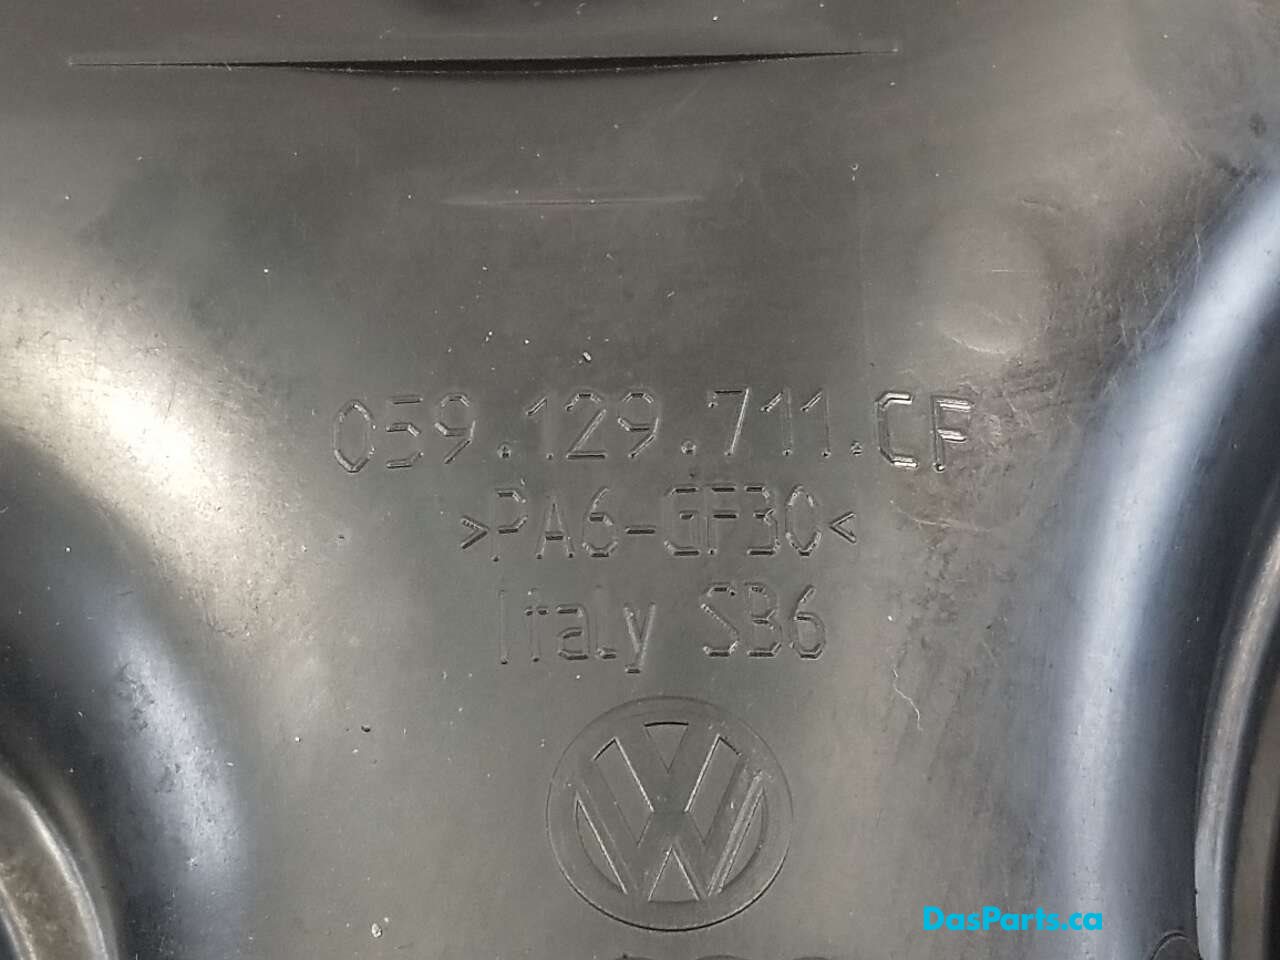 059.129.711.CF
>PA6-GF30<
Italy SB6
DasParts.ca